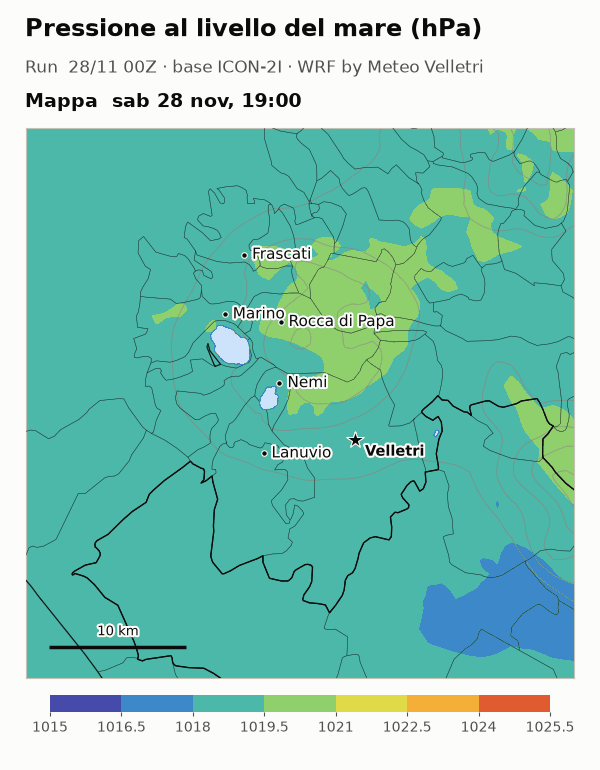 Pressione al livello del mare (hPa)
Run  28/11 00Z · base ICON-2I · WRF by Meteo Velletri
Mappa  sab 28 nov, 19:00
Frascati
Marino
Rocca di Papa
Nemi
Velletri
Lanuvio
10 km
1015 1016.5 1018 1019.5 1021 1022.5 1024 1025.5